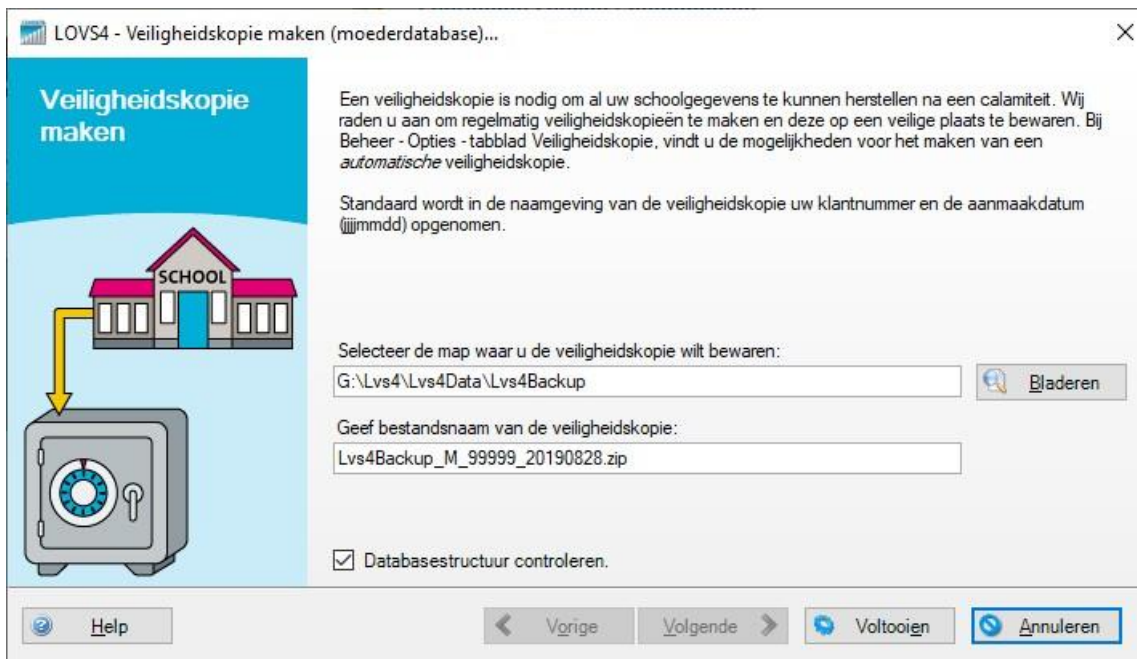 LOVS4 - Veiligheidskopie maken (moederdatabase)...
Veiligheidskopie
maken
Een veiligheidskopie is nodig om al uw schoolgegevens te kunnen herstellen na een calamiteit. Wij
raden u aan om regelmatig veiligheidskopieën te maken en deze op een veilige plaats te bewaren. Bij
Beheer - Opties - tabblad Veiligheidskopie, vindt u de mogelijkheden voor het maken van een
automatische veiligheidskopie.
Standaard wordt in de naamgeving van de veiligheidskopie uw klantnummer en de aanmaakdatum
(jjjjmmdd) opgenomen.
SCHOOL
Selecteer de map waar u de veiligheidskopie wilt bewaren:
G:\Lvs4\Lvs4Data\Lvs4Backup
Bladeren
Geef bestandsnaam van de veiligheidskopie:
Lvs4Backup_M_99999_20190828.zip
Databasestructuur controleren.
Help
Vorige
Volgende
Voltooien
Annuleren